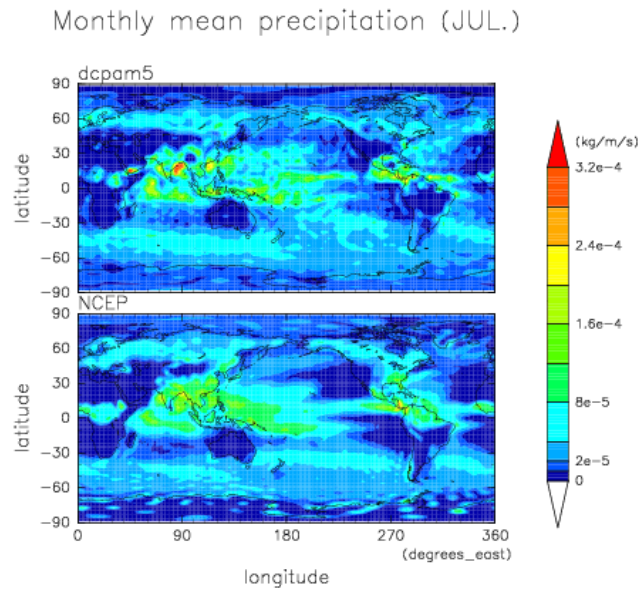 Monthly mean precipitation (JUL.)
dcpam5
90
60
30
0
−30
−60
−90
latitude
NCEP
90
60
30
0
−30
−60
−90
latitude
0 90 180 270 360
(degrees_east)
longitude
(kg/m/s)
3.2e−4
2.4e−4
1.6e−4
8e−5
2e−5
0